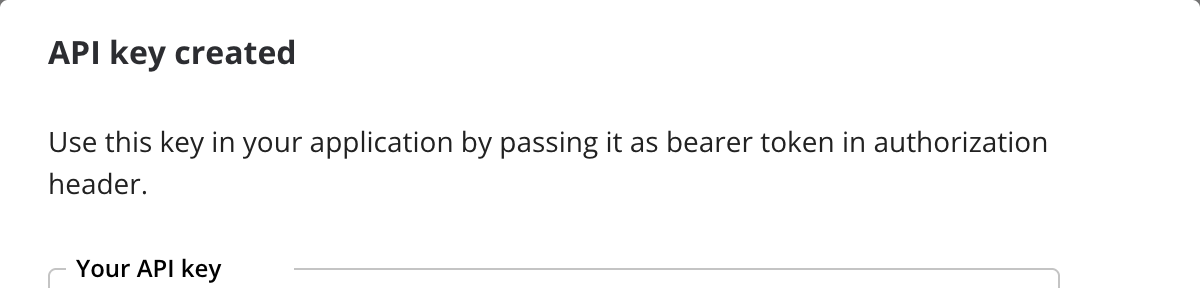 API key created
Use this key in your application by passing it as bearer token in authorization
header.
Your API key